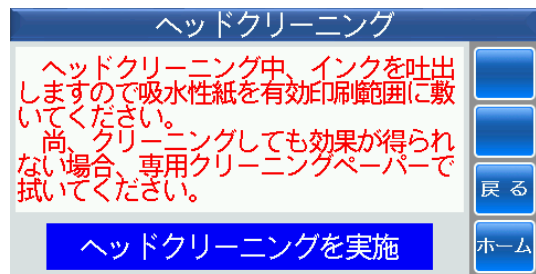 ヘッドクリーニング
ヘッドクリーニング中、インクを吐出
しますので吸水性紙を有効印刷範囲に敷
いてください。
尚、クリーニングしても効果が得られ
ない場合、専用クリーニングペーパーで
拭いてください。
戻る
ヘッドクリーニングを実施
ホーム